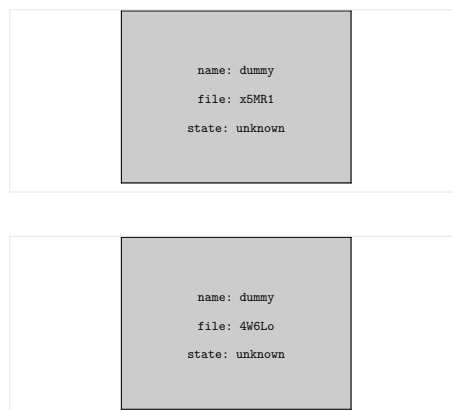 name: dummy
file: x5MR1
state: unknown
name: dummy
file: 4W6Lo
state: unknown